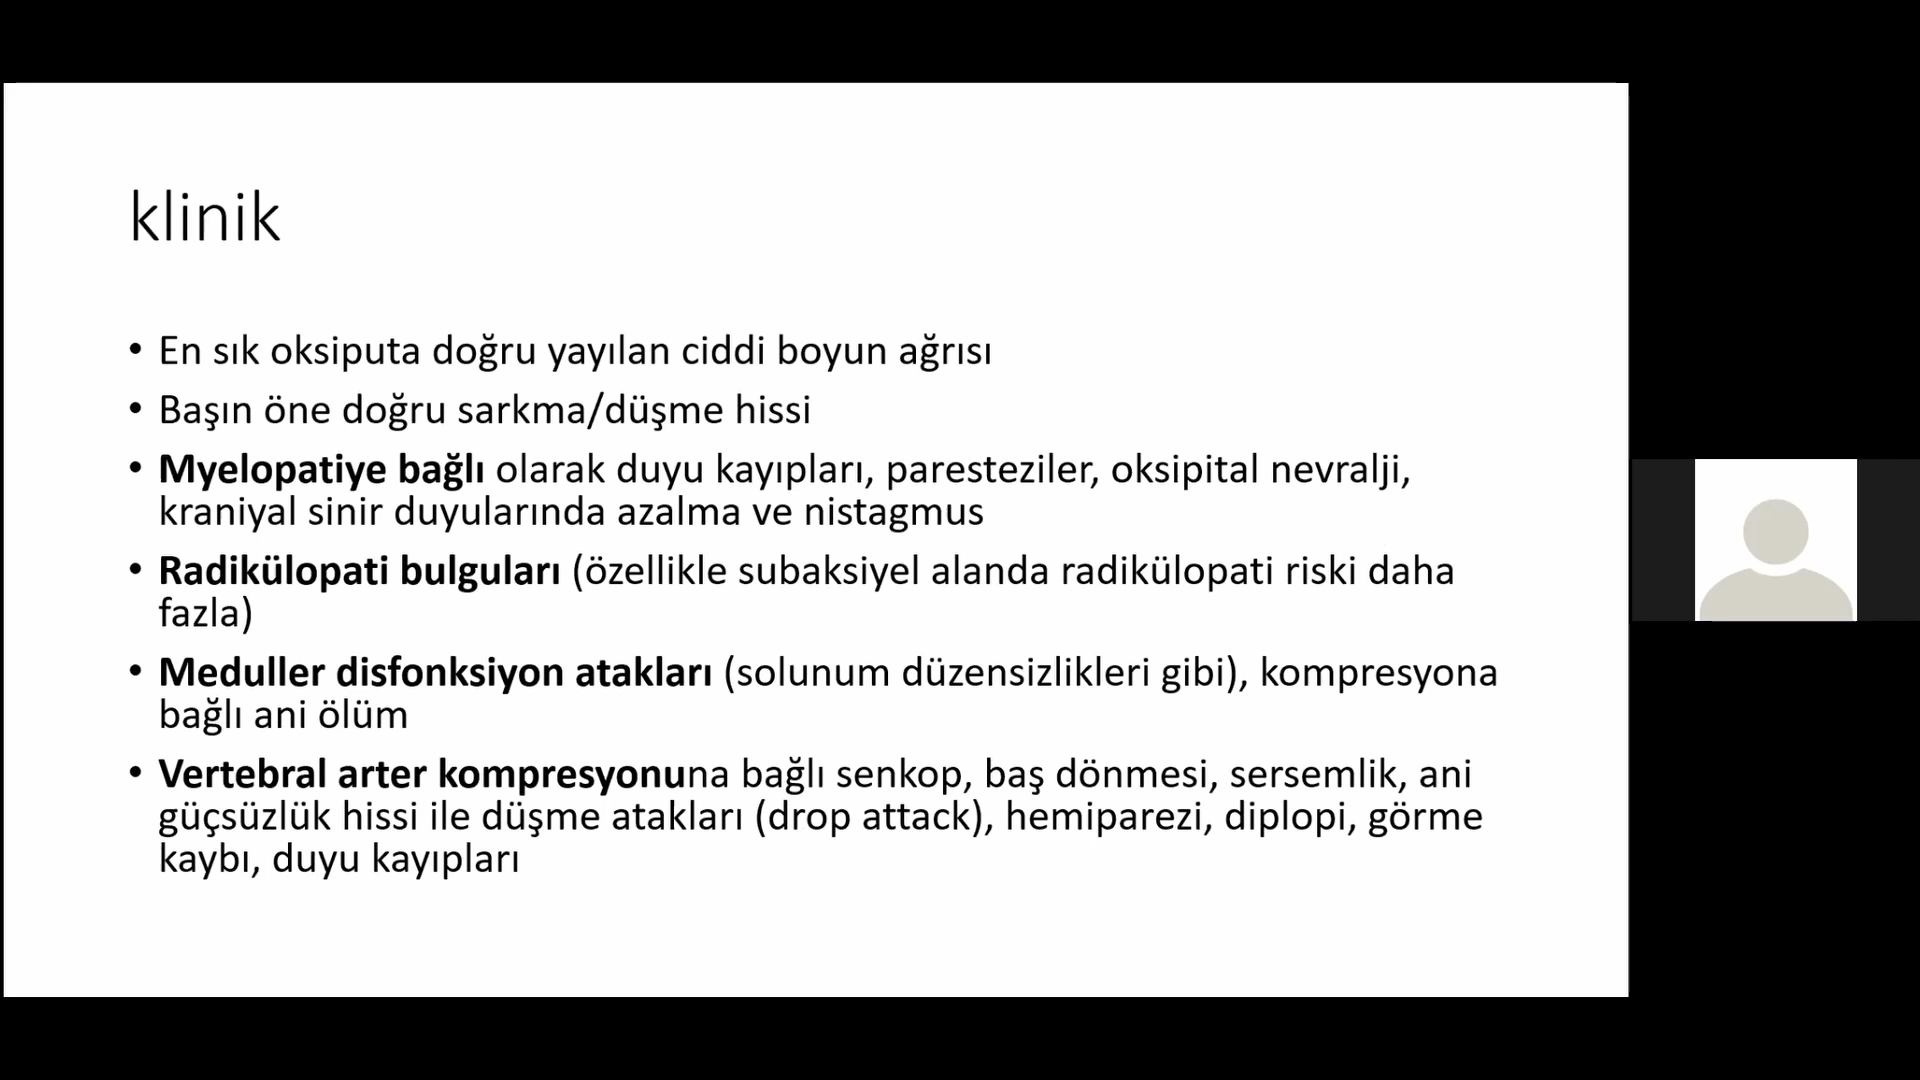 klinik
• En sık oksiputa doğru yayılan ciddi boyun ağrısı
• Başın öne doğru sarkma/düşme hissi
• Myelopatiye bağlı olarak duyu kayıpları, paresteziler, oksipital nevralji,
kraniyal sinir duyularında azalma ve nistagmus
• Radikülopati bulguları (özellikle subaksiyel alanda radikülopati riski daha
fazla)
• Meduller disfonksiyon atakları (solunum düzensizlikleri gibi), kompresyona
bağlı ani ölüm
• Vertebral arter kompresyonuna bağlı senkop, baş dönmesi, sersemlik, ani
güçsüzlük hissi ile düşme atakları (drop attack), hemiparezi, diplopi, görme
kaybı, duyu kayıpları